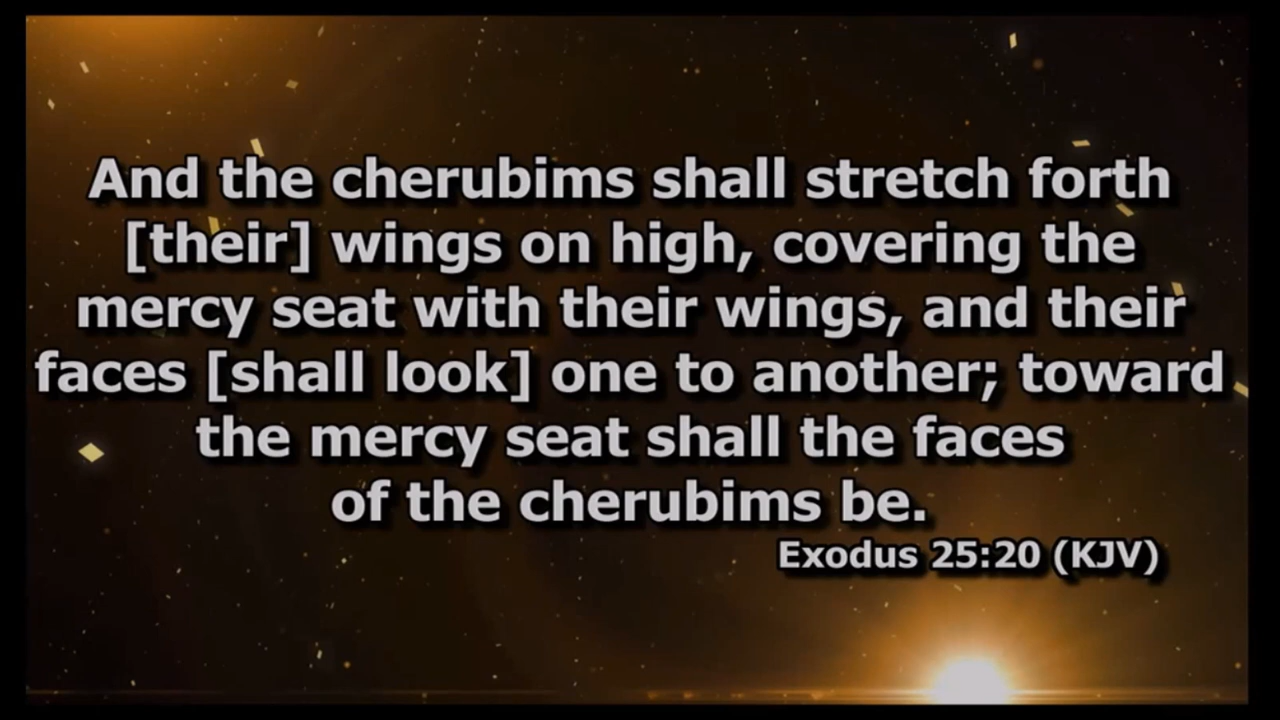 And the cherubims shall stretch forth
[their] wings on high, covering the
mercy seat with their wings, and their
faces [shall look] one to another; toward
the mercy seat shall the faces
of the cherubims be.
Exodus 25:20 (KJV)